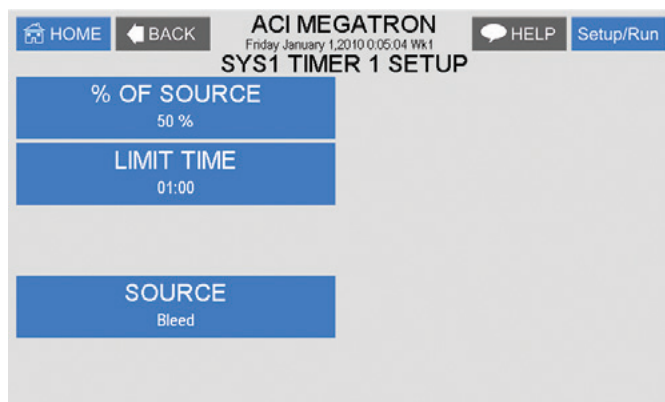 HOME
BACK
ACI MEGATRON
HELP
Setup/Run
Friday January 1,2010 0:05:04 Wk1
SYS1 TIMER 1 SETUP
% OF SOURCE
50 %
LIMIT TIME
01:00
SOURCE
Bleed